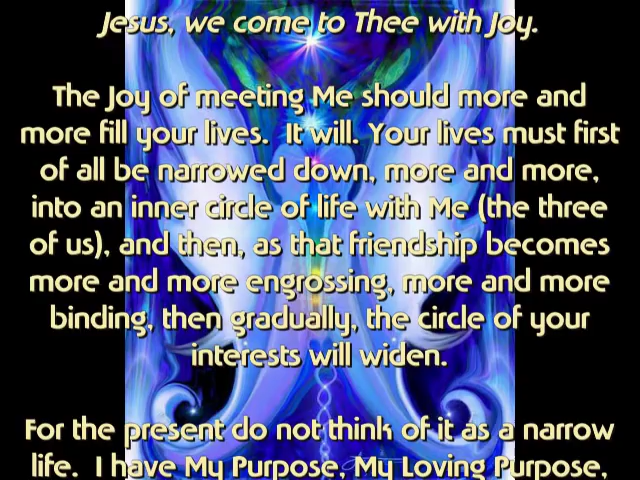 Jesus, we come to Thee with Joy.
The Joy of meeting Me should more and
more fill your lives. It will. Your lives must first
of all be narrowed down, more and more,
into an inner circle of life with Me (the three
of us), and then, as that friendship becomes
more and more engrossing, more and more
binding, then gradually, the circle of your
interests will widen.
For the present do not think of it as a narrow
life. I have My Purpose, My Loving Purpose,